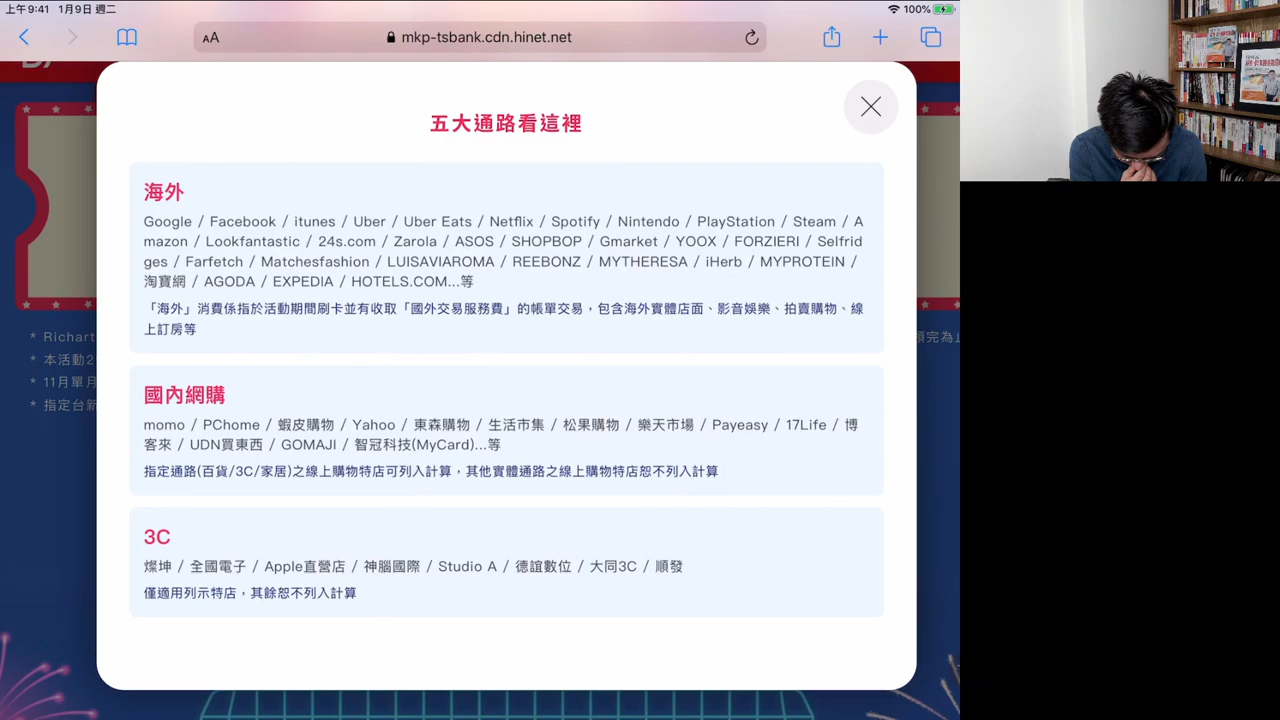 上午9:41 1月9日 週二
100%
AA
mkp-tsbank.cdn.hinet.net
五大通路看這裡
海外
Google / Facebook / itunes / Uber / Uber Eats / Netflix / Spotify / Nintendo / PlayStation / Steam / A
mazon / Lookfantastic / 24s.com / Zarola / ASOS / SHOPBOP / Gmarket / YOOX / FORZIERI / Selfrid
ges / Farfetch / Matchesfashion / LUISAVIAROMA / REEBONZ / MYTHERESA / iHerb / MYPROTEIN /
淘寶網 / AGODA / EXPEDIA / HOTELS.COM...等
「海外」消費係指於活動期間刷卡並有收取「國外交易服務費」的帳單交易，包含海外實體店面、影音娛樂、拍賣購物、線
上訂房等
* Richart
* 本活動2
* 11月單月
* 指定台新
國內網購
momo / PChome / 蝦皮購物 / Yahoo / 東森購物 / 生活市集 / 松果購物 / 樂天市場 / Payeasy / 17Life / 博
客來 / UDN買東西 / GOMAJI / 智冠科技(MyCard)...等
指定通路(百貨/3C/家居)之線上購物特店可列入計算，其他實體通路之線上購物特店恕不列入計算
3C
燦坤 / 全國電子 / Apple直營店 / 神腦國際 / Studio A / 德誼數位 / 大同3C / 順發
僅適用列示特店，其餘恕不列入計算